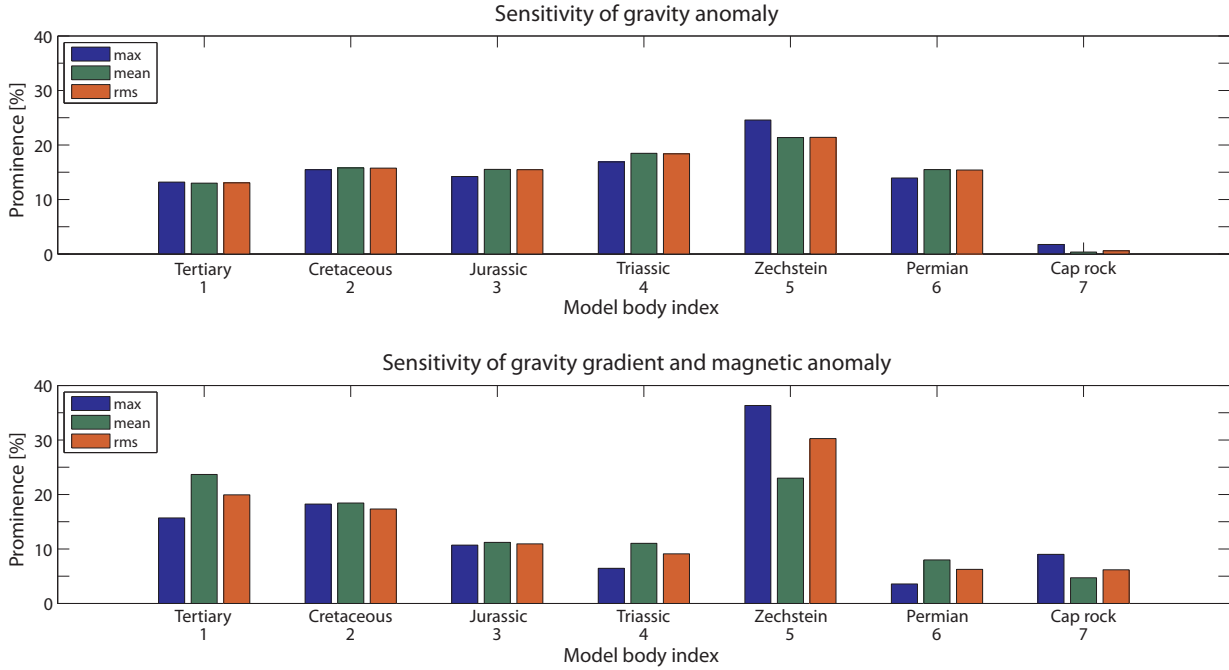 Sensitivity of gravity anomaly
40
30
20
10
0
Prominence [%]
max
mean
rms
Tertiary
1
Cretaceous
2
Jurassic
3
Triassic
4
Zechstein
5
Permian
6
Cap rock
7
Model body index
Sensitivity of gravity gradient and magnetic anomaly
40
30
20
10
0
Prominence [%]
max
mean
rms
Tertiary
1
Cretaceous
2
Jurassic
3
Triassic
4
Zechstein
5
Permian
6
Cap rock
7
Model body index